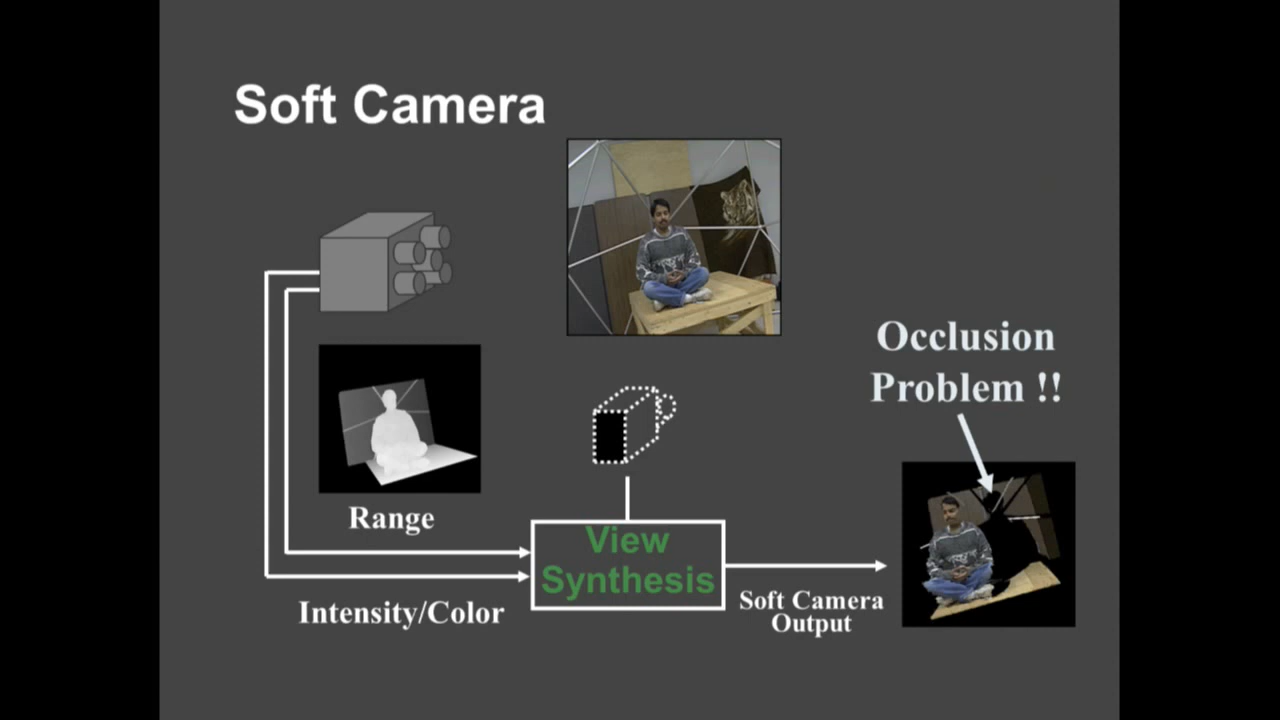 Soft Camera
Occlusion
Problem !!
Range
View
Synthesis
Intensity/Color
Soft Camera
Output